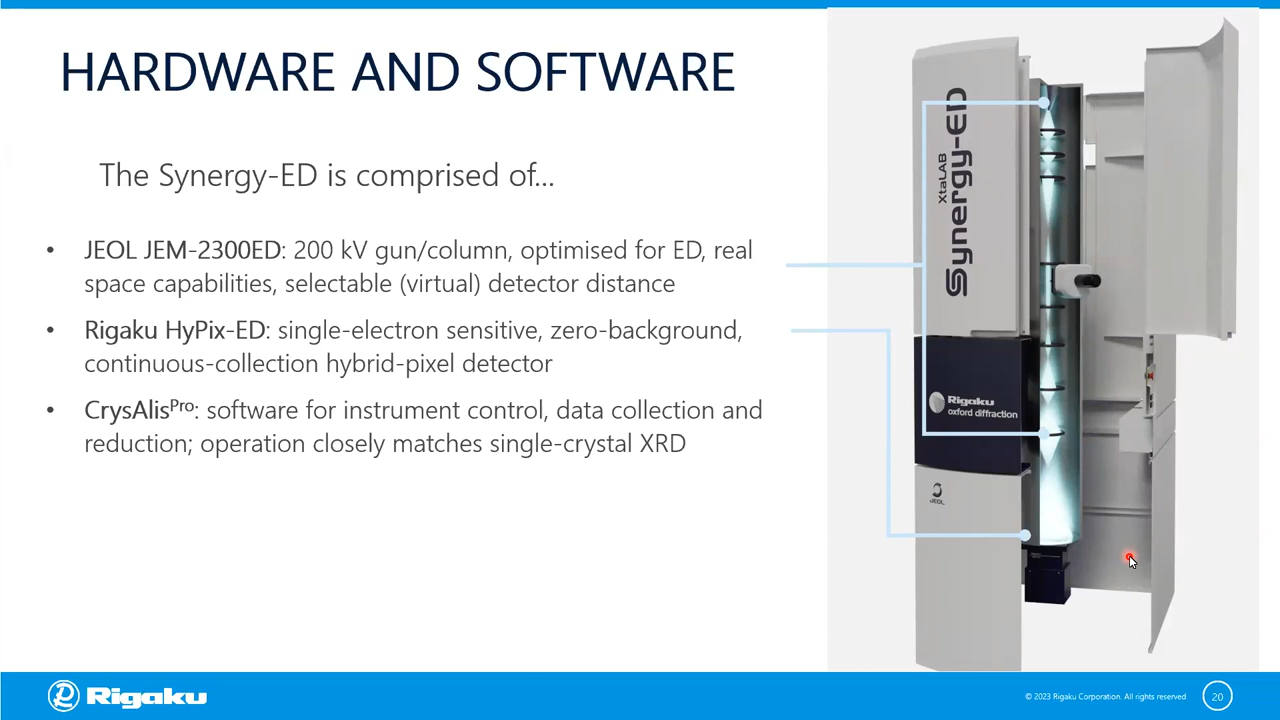 HARDWARE AND SOFTWARE
The Synergy-ED is comprised of...
• JEOL JEM-2300ED: 200 kV gun/column, optimised for ED, real
space capabilities, selectable (virtual) detector distance
• Rigaku HyPix-ED: single-electron sensitive, zero-background,
continuous-collection hybrid-pixel detector
• CrysAlisPro: software for instrument control, data collection and
reduction; operation closely matches single-crystal XRD
XtaLAB
Synergy-ED
Rigaku
oxford diffraction
JEOL
Rigaku
© 2023 Rigaku Corporation. All rights reserved
20